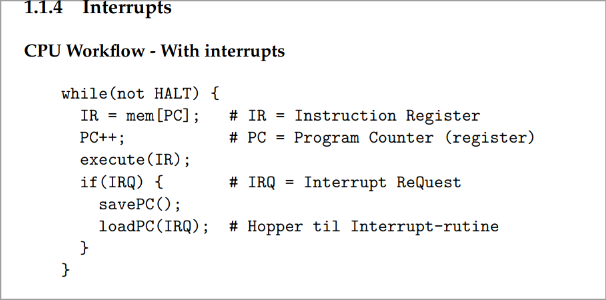 1.1.4 Interrupts
CPU Workflow - With interrupts
while(not HALT) {
IR = mem[PC]; # IR = Instruction Register
PC++; # PC = Program Counter (register)
execute(IR);
if(IRQ) { # IRQ = Interrupt ReQuest
savePC();
loadPC(IRQ); # Hopper til Interrupt-rutine
}
}